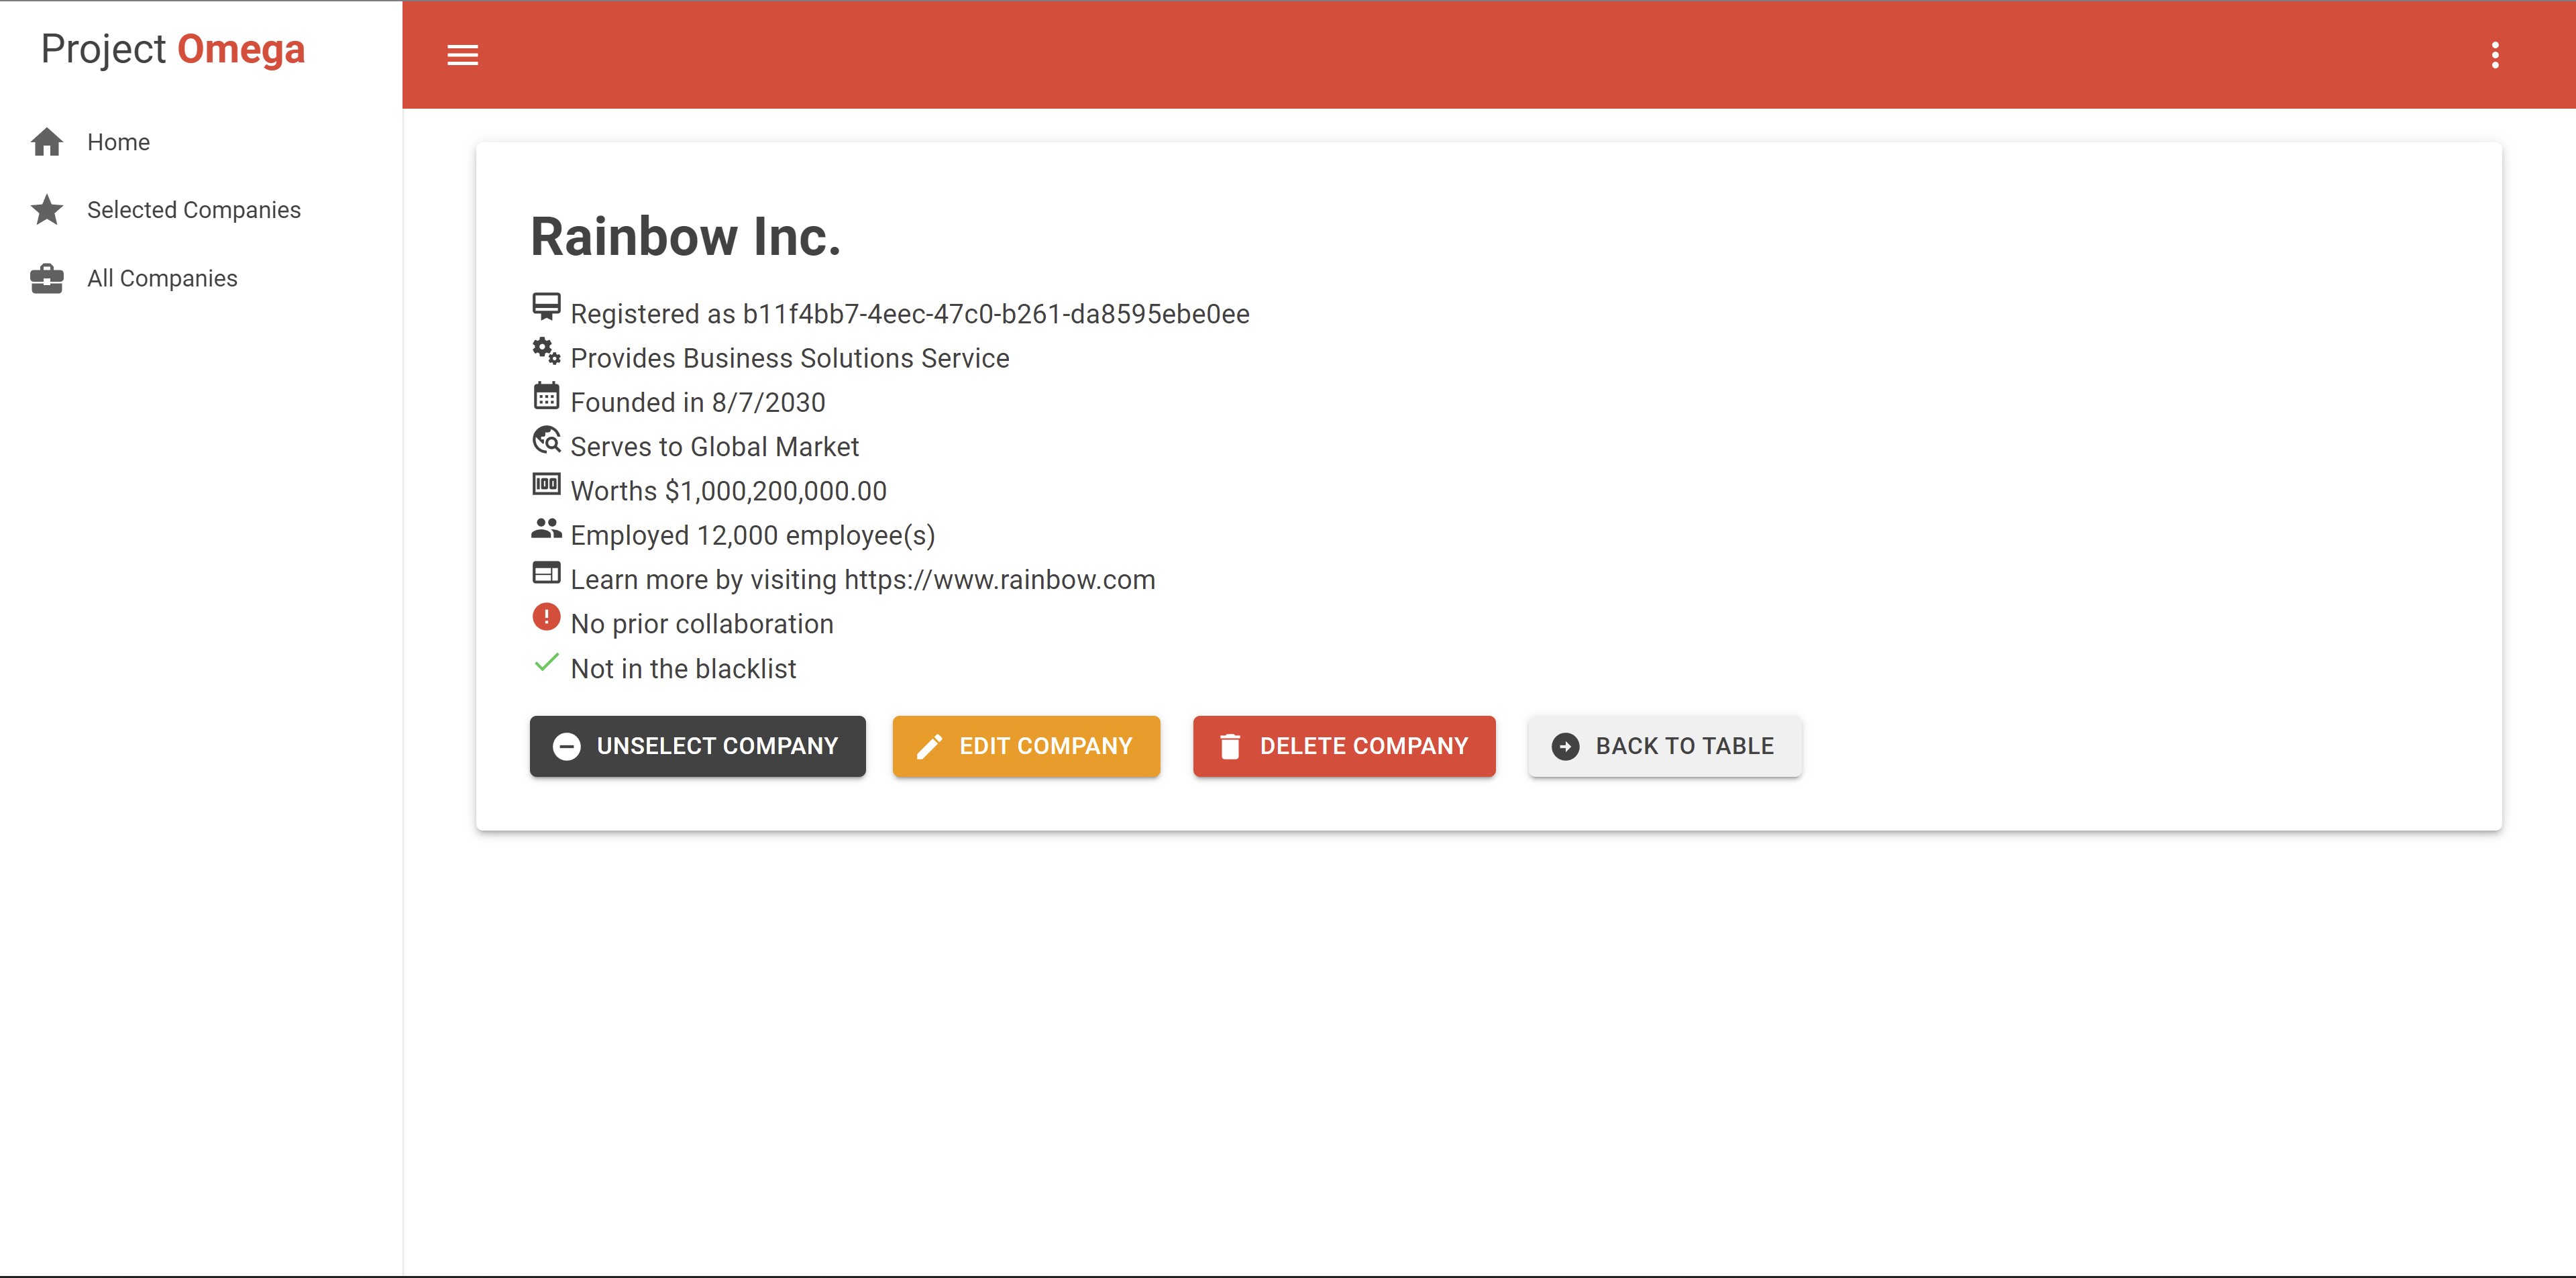 Project Omega
Home
Selected Companies
All Companies
Rainbow Inc.
Registered as b11f4bb7-4eec-47c0-b261-da8595ebe0ee
Provides Business Solutions Service
Founded in 8/7/2030
Serves to Global Market
Worths $1,000,200,000.00
Employed 12,000 employee(s)
Learn more by visiting https://www.rainbow.com
No prior collaboration
Not in the blacklist
UNSELECT COMPANY EDIT COMPANY DELETE COMPANY BACK TO TABLE